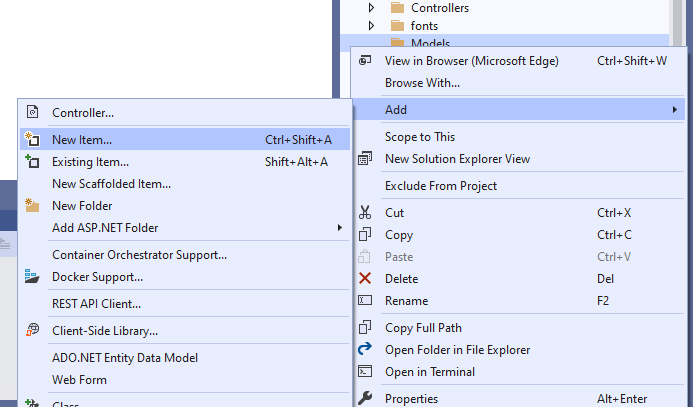 Controllers
fonts
Models
View in Browser (Microsoft Edge) Ctrl+Shift+W
Browse With...
Add
Scope to This
New Solution Explorer View
Exclude From Project
Cut Ctrl+X
Copy Ctrl+C
Paste Ctrl+V
Delete Del
Rename F2
Copy Full Path
Open Folder in File Explorer
Open in Terminal
Properties Alt+Enter
Controller...
New Item... Ctrl+Shift+A
Existing Item... Shift+Alt+A
New Scaffolded Item...
New Folder
Add ASP.NET Folder
Container Orchestrator Support...
Docker Support...
REST API Client...
Client-Side Library...
ADO.NET Entity Data Model
Web Form
Class...